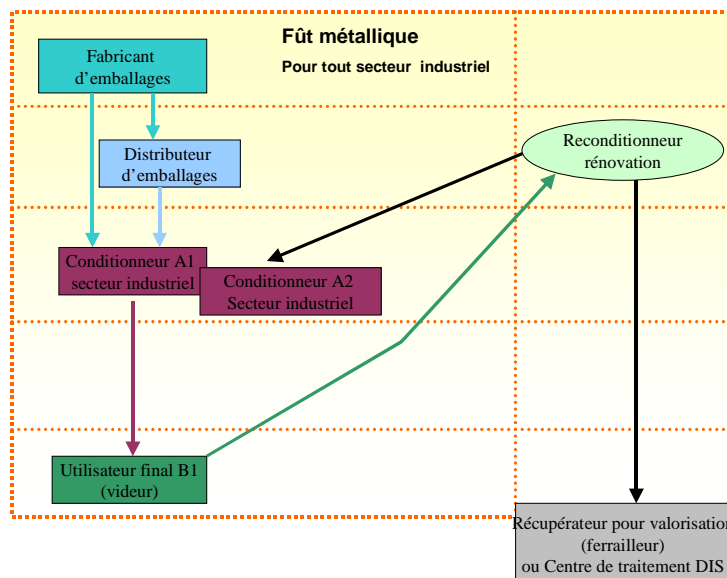 Fût métallique
Pour tout secteur industriel
Fabricant
d’emballages
Distributeur
d’emballages
Reconditionneur
rénovation
Conditionneur A1
secteur industriel
Conditionneur A2
Secteur industriel
Utilisateur final B1
(videur)
Récupérateur pour valorisation
(ferrailleur)
ou Centre de traitement DIS